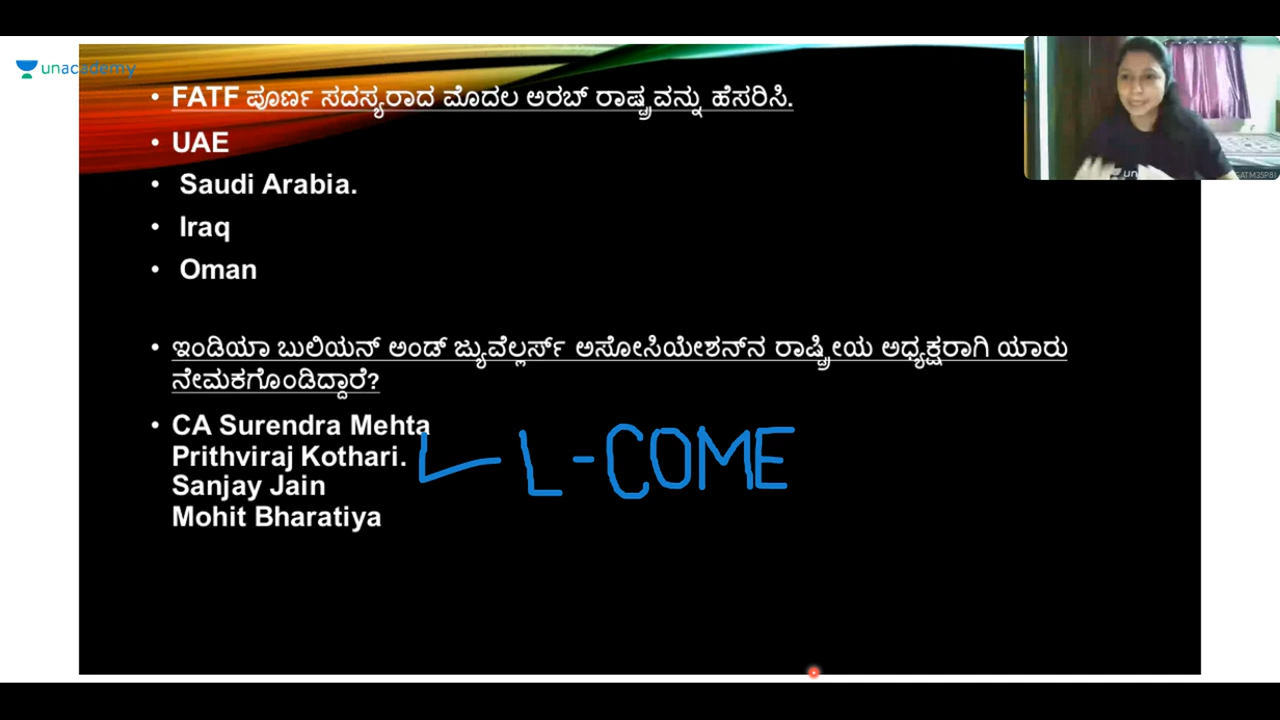 unacademy
• FATF ಪೂರ್ಣ ಸದಸ್ಯರಾದ ಮೊದಲ ಅರಬ್ ರಾಷ್ಟ್ರವನ್ನು ಹೆಸರಿಸಿ.
• UAE
• Saudi Arabia.
• Iraq
• Oman
• ಇಂಡಿಯಾ ಬುಲಿಯನ್ ಅಂಡ್ ಜ್ಯುವೆಲ್ಲರ್ಸ್ ಅಸೋಸಿಯೇಶನ್‌ನ ರಾಷ್ಟ್ರೀಯ ಅಧ್ಯಕ್ಷರಾಗಿ ಯಾರು
ನೇಮಕಗೊಂಡಿದ್ದಾರೆ?
• CA Surendra Mehta
Prithviraj Kothari.
L-COME
Sanjay Jain
Mohit Bharatiya